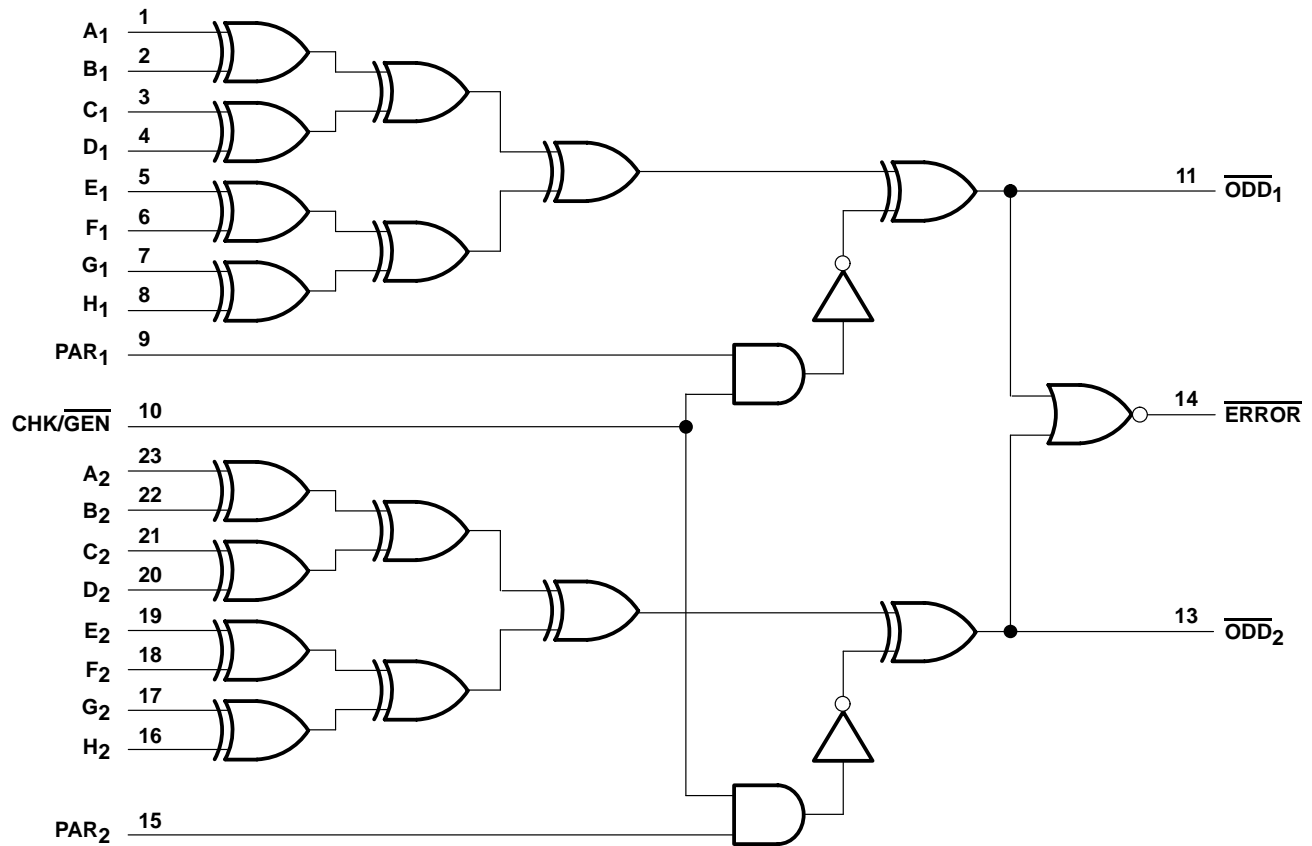 A1 1
B1 2
C1 3
D1 4
E1 5
F1 6
G1 7
H1 8
PAR1 9
CHK/GEN 10
A2 23
B2 22
C2 21
D2 20
E2 19
F2 18
G2 17
H2 16
PAR2 15
11 ODD1
14 ERROR
13 ODD2